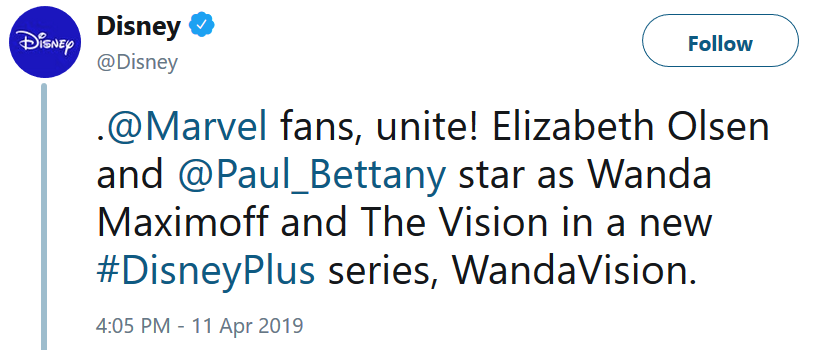 Disney
Disney
@Disney
Follow
.@Marvel fans, unite! Elizabeth Olsen
and @Paul_Bettany star as Wanda
Maximoff and The Vision in a new
#DisneyPlus series, WandaVision.
4:05 PM - 11 Apr 2019